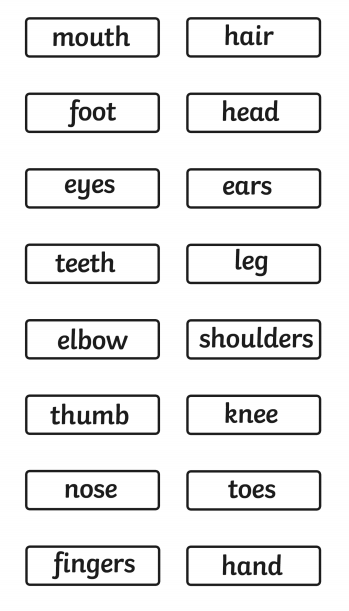 mouth hair
foot head
eyes ears
teeth leg
elbow shoulders
thumb knee
nose toes
fingers hand